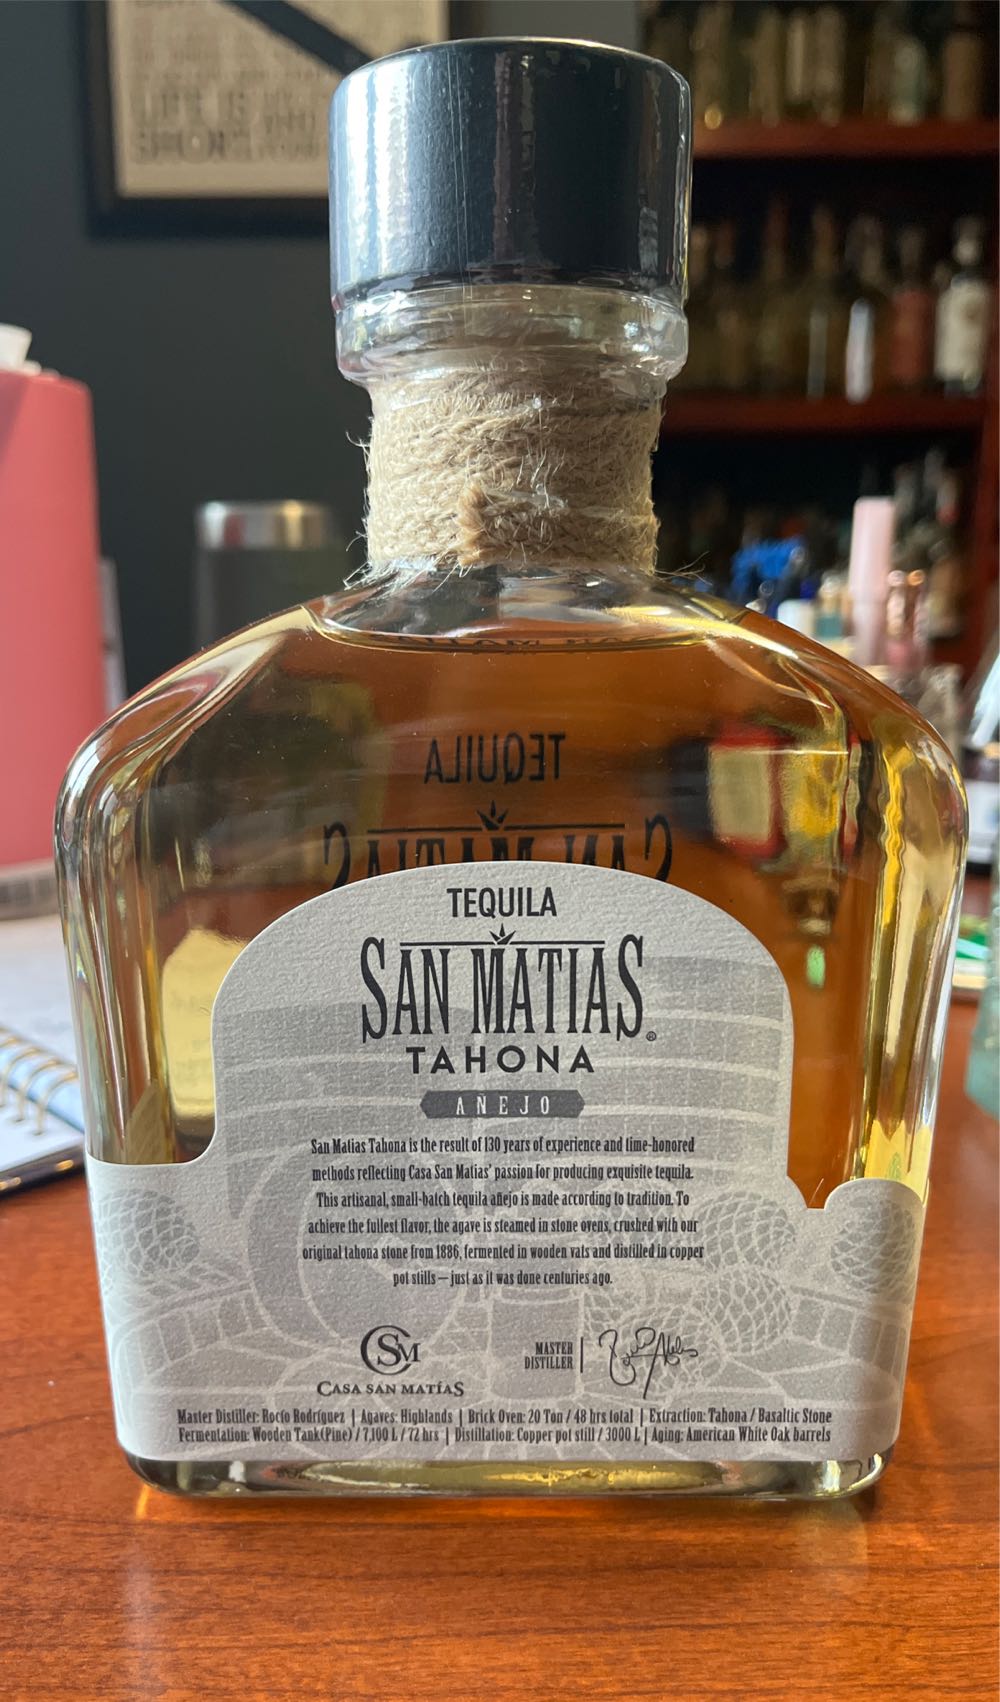 LIFE IS
SHORT
TEQUILA
SAN MATIAS
TEQUILA
SAN MATIAS®
TAHONA
AÑEJO
San Matias Tahona is the result of 130 years of experience and time-honored
methods reflecting Casa San Matias' passion for producing exquisite tequila.
This artisanal, small-batch tequila añejo is made according to tradition. To
achieve the fullest flavor, the agave is steamed in stone ovens, crushed with our
original tahona stone from 1886, fermented in wooden vats and distilled in copper
pot stills — just as it was done centuries ago.
CSM
CASA SAN MATÍAS
MASTER
DISTILLER
Master Distiller: Rocío Rodríguez | Agaves: Highlands | Brick Oven: 20 Ton / 48 hrs total | Extraction: Tahona / Basaltic Stone
Fermentation: Wooden Tank(Pine) / 7,100 L / 72 hrs | Distillation: Copper pot still / 3000 L | Aging: American White Oak barrels